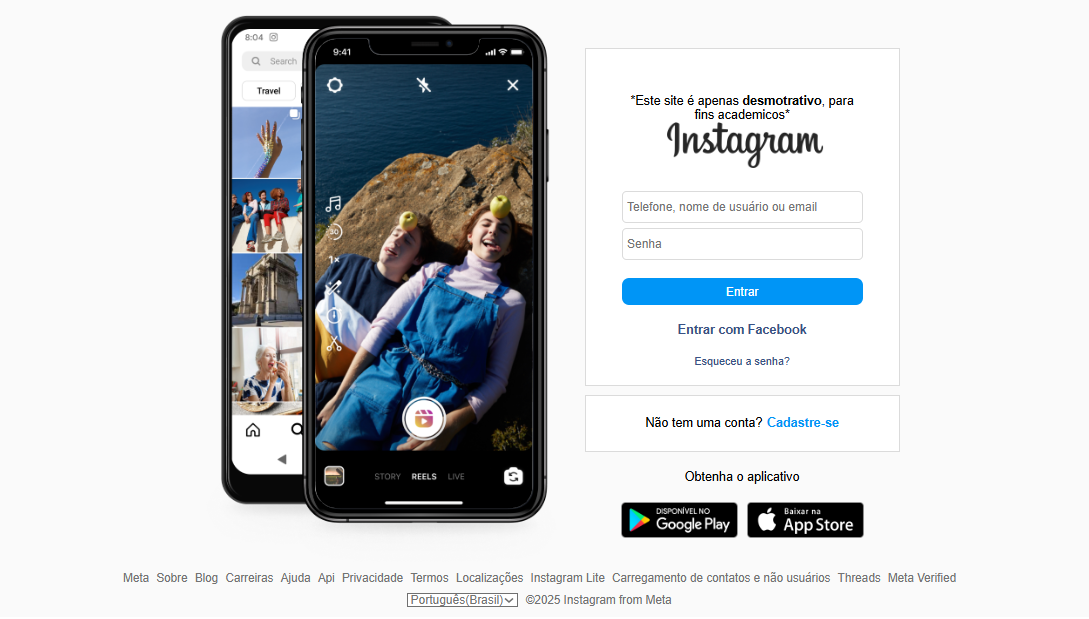 8:04
Search
Travel
9:41
30
1×
STORY REELS LIVE
*Este site é apenas desmotrativo, para
fins academicos*
Instagram
Telefone, nome de usuário ou email
Senha
Entrar
Entrar com Facebook
Esqueceu a senha?
Não tem uma conta? Cadastre-se
Obtenha o aplicativo
DISPONÍVEL NO
Google Play
Baixar na
App Store
Meta Sobre Blog Carreiras Ajuda Api Privacidade Termos Localizações Instagram Lite Carregamento de contatos e não usuários Threads Meta Verified
Português(Brasil) ©2025 Instagram from Meta